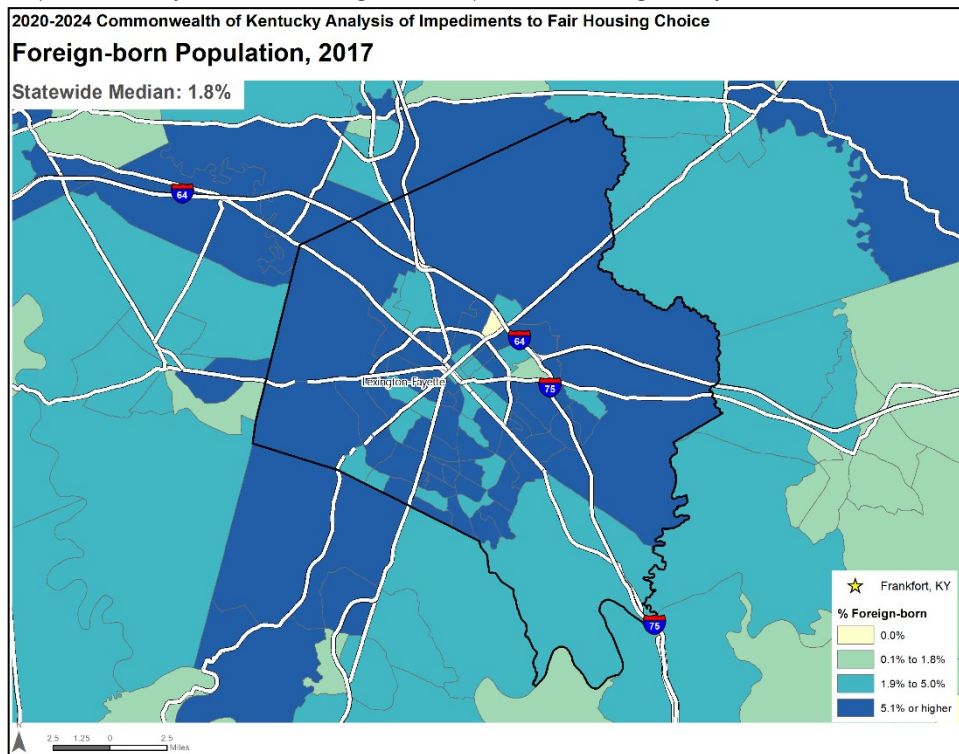 2020-2024 Commonwealth of Kentucky Analysis of Impediments to Fair Housing Choice
Foreign-born Population, 2017
Statewide Median: 1.8%
64
64
Lexington-Fayette
75
75
Frankfort, KY
% Foreign-born
0.0%
0.1% to 1.8%
1.9% to 5.0%
5.1% or higher
N
2.5 1.25 0 2.5
Miles